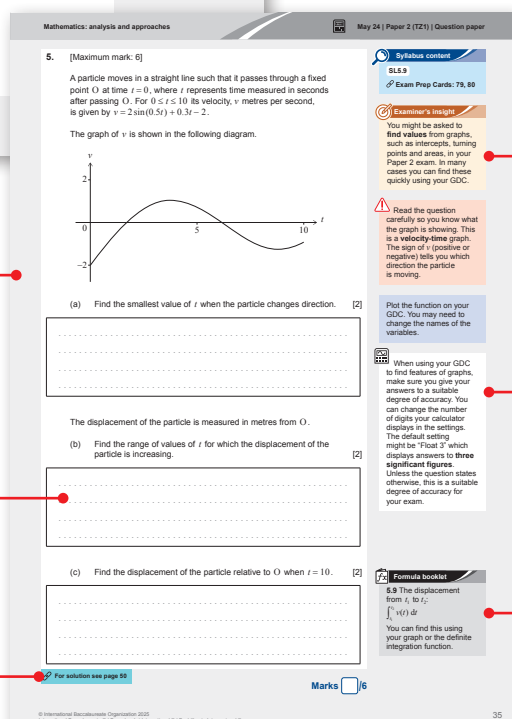 Mathematics: analysis and approaches
May 24 | Paper 2 (TZ1) | Question paper
5. [Maximum mark: 6]
A particle moves in a straight line such that it passes through a fixed
point O at time t = 0, where t represents time measured in seconds
after passing O. For 0 ≤ t ≤ 10 its velocity, v metres per second,
is given by v = 2 sin(0.5t) + 0.3t − 2.
The graph of v is shown in the following diagram.
v
2
0
5
10
t
−2
(a) Find the smallest value of t when the particle changes direction. [2]
The displacement of the particle is measured in metres from O.
(b) Find the range of values of t for which the displacement of the
particle is increasing. [2]
(c) Find the displacement of the particle relative to O when t = 10. [2]
For solution see page 50
Marks /6
Syllabus content
SL5.9
Exam Prep Cards: 79, 80
Examiner's insight
You might be asked to
find values from graphs,
such as intercepts, turning
points and areas, in your
Paper 2 exam. In many
cases you can find these
quickly using your GDC.
Read the question
carefully so you know what
the graph is showing. This
is a velocity-time graph.
The sign of v (positive or
negative) tells you which
direction the particle
is moving.
Plot the function on your
GDC. You may need to
change the names of the
variables.
When using your GDC
to find features of graphs,
make sure you give your
answers to a suitable
degree of accuracy. You
can change the number
of digits your calculator
displays in the settings.
The default setting
might be "Float 3" which
displays answers to three
significant figures.
Unless the question states
otherwise, this is a suitable
degree of accuracy for
your exam.
fx Formula booklet
5.9 The displacement
from t₁ to t₂:
∫ₜ₁ᵗ² v(t) dt
You can find this using
your graph or the definite
integration function.
© International Baccalaureate Organization 2025
35